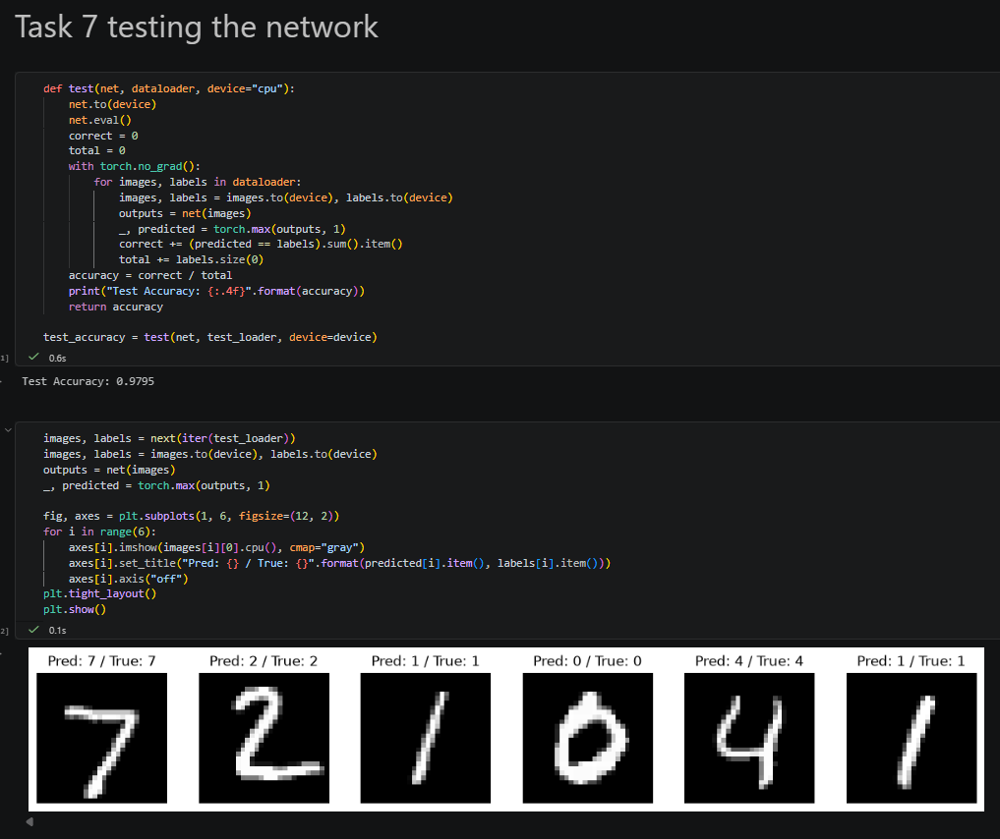 Task 7 testing the network
def test(net, dataloader, device="cpu"):
    net.to(device)
    net.eval()
    correct = 0
    total = 0
    with torch.no_grad():
        for images, labels in dataloader:
            images, labels = images.to(device), labels.to(device)
            outputs = net(images)
            _, predicted = torch.max(outputs, 1)
            correct += (predicted == labels).sum().item()
            total += labels.size(0)
    accuracy = correct / total
    print("Test Accuracy: {:.4f}".format(accuracy))
    return accuracy
test_accuracy = test(net, test_loader, device=device)
1] 0.6s
Test Accuracy: 0.9795
images, labels = next(iter(test_loader))
images, labels = images.to(device), labels.to(device)
outputs = net(images)
_, predicted = torch.max(outputs, 1)
fig, axes = plt.subplots(1, 6, figsize=(12, 2))
for i in range(6):
    axes[i].imshow(images[i][0].cpu(), cmap="gray")
    axes[i].set_title("Pred: {} / True: {}".format(predicted[i].item(), labels[i].item()))
    axes[i].axis("off")
plt.tight_layout()
plt.show()
2] 0.1s
Pred: 7 / True: 7 Pred: 2 / True: 2 Pred: 1 / True: 1 Pred: 0 / True: 0 Pred: 4 / True: 4 Pred: 1 / True: 1
7 2 1 0 4 1